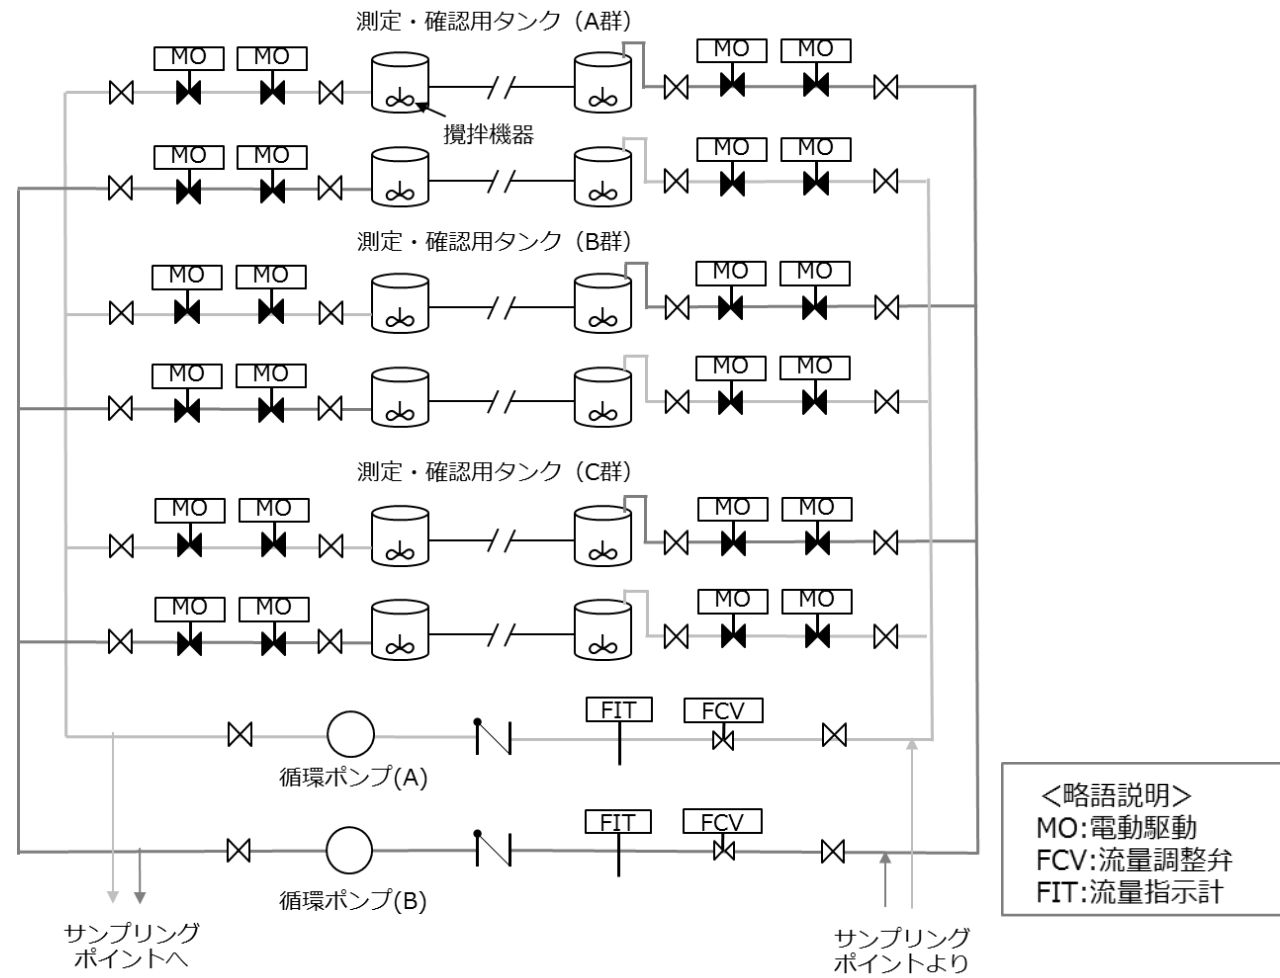 測定・確認用タンク（A群）
MO MO MO MO
攪拌機器
MO MO MO MO
測定・確認用タンク（B群）
MO MO MO MO
MO MO MO MO
測定・確認用タンク（C群）
MO MO MO MO
MO MO MO MO
FIT FCV
循環ポンプ(A)
FIT FCV
循環ポンプ(B)
サンプリング
ポイントへ
サンプリング
ポイントより
＜略語説明＞
MO:電動駆動
FCV:流量調整弁
FIT:流量指示計